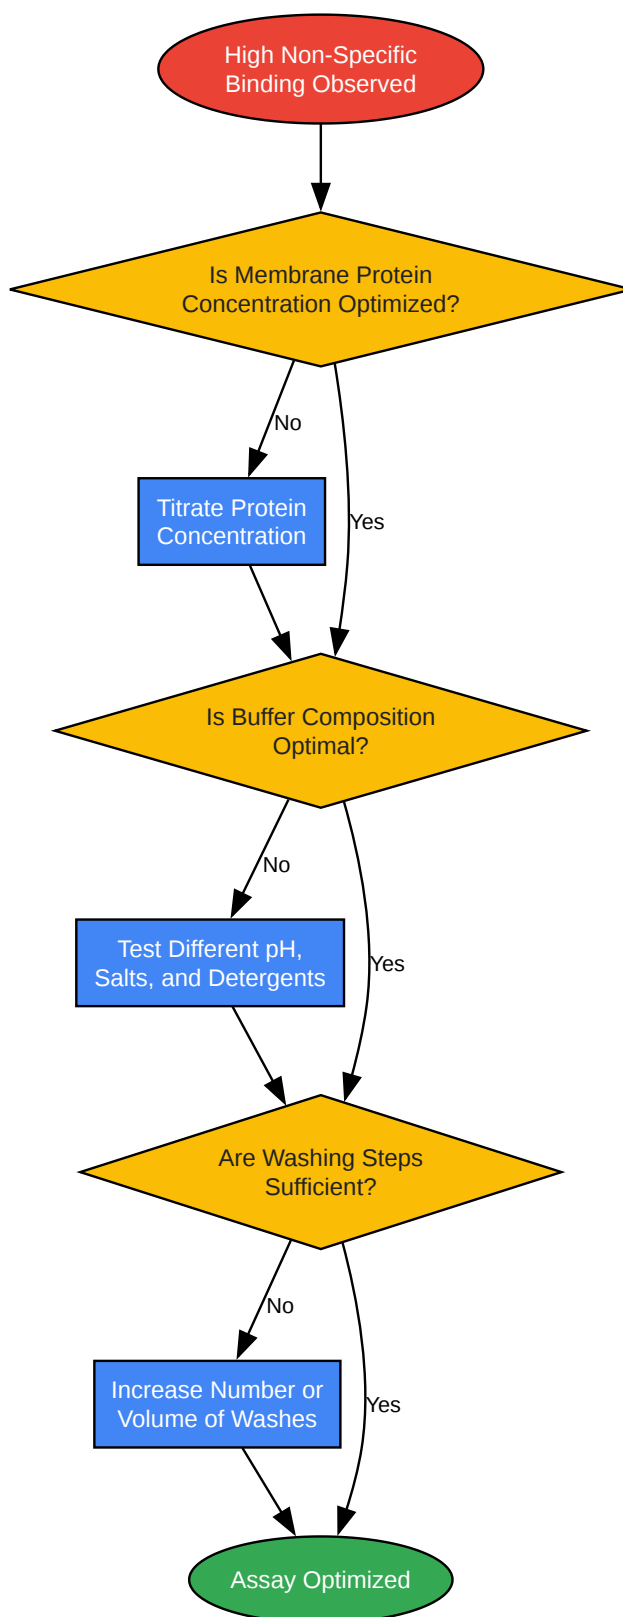 High Non-Specific
Binding Observed
Is Membrane Protein
Concentration Optimized?
No
Titrate Protein
Concentration
Yes
Is Buffer Composition
Optimal?
No
Test Different pH,
Salts, and Detergents
Yes
Are Washing Steps
Sufficient?
No
Increase Number or
Volume of Washes
Yes
Assay Optimized